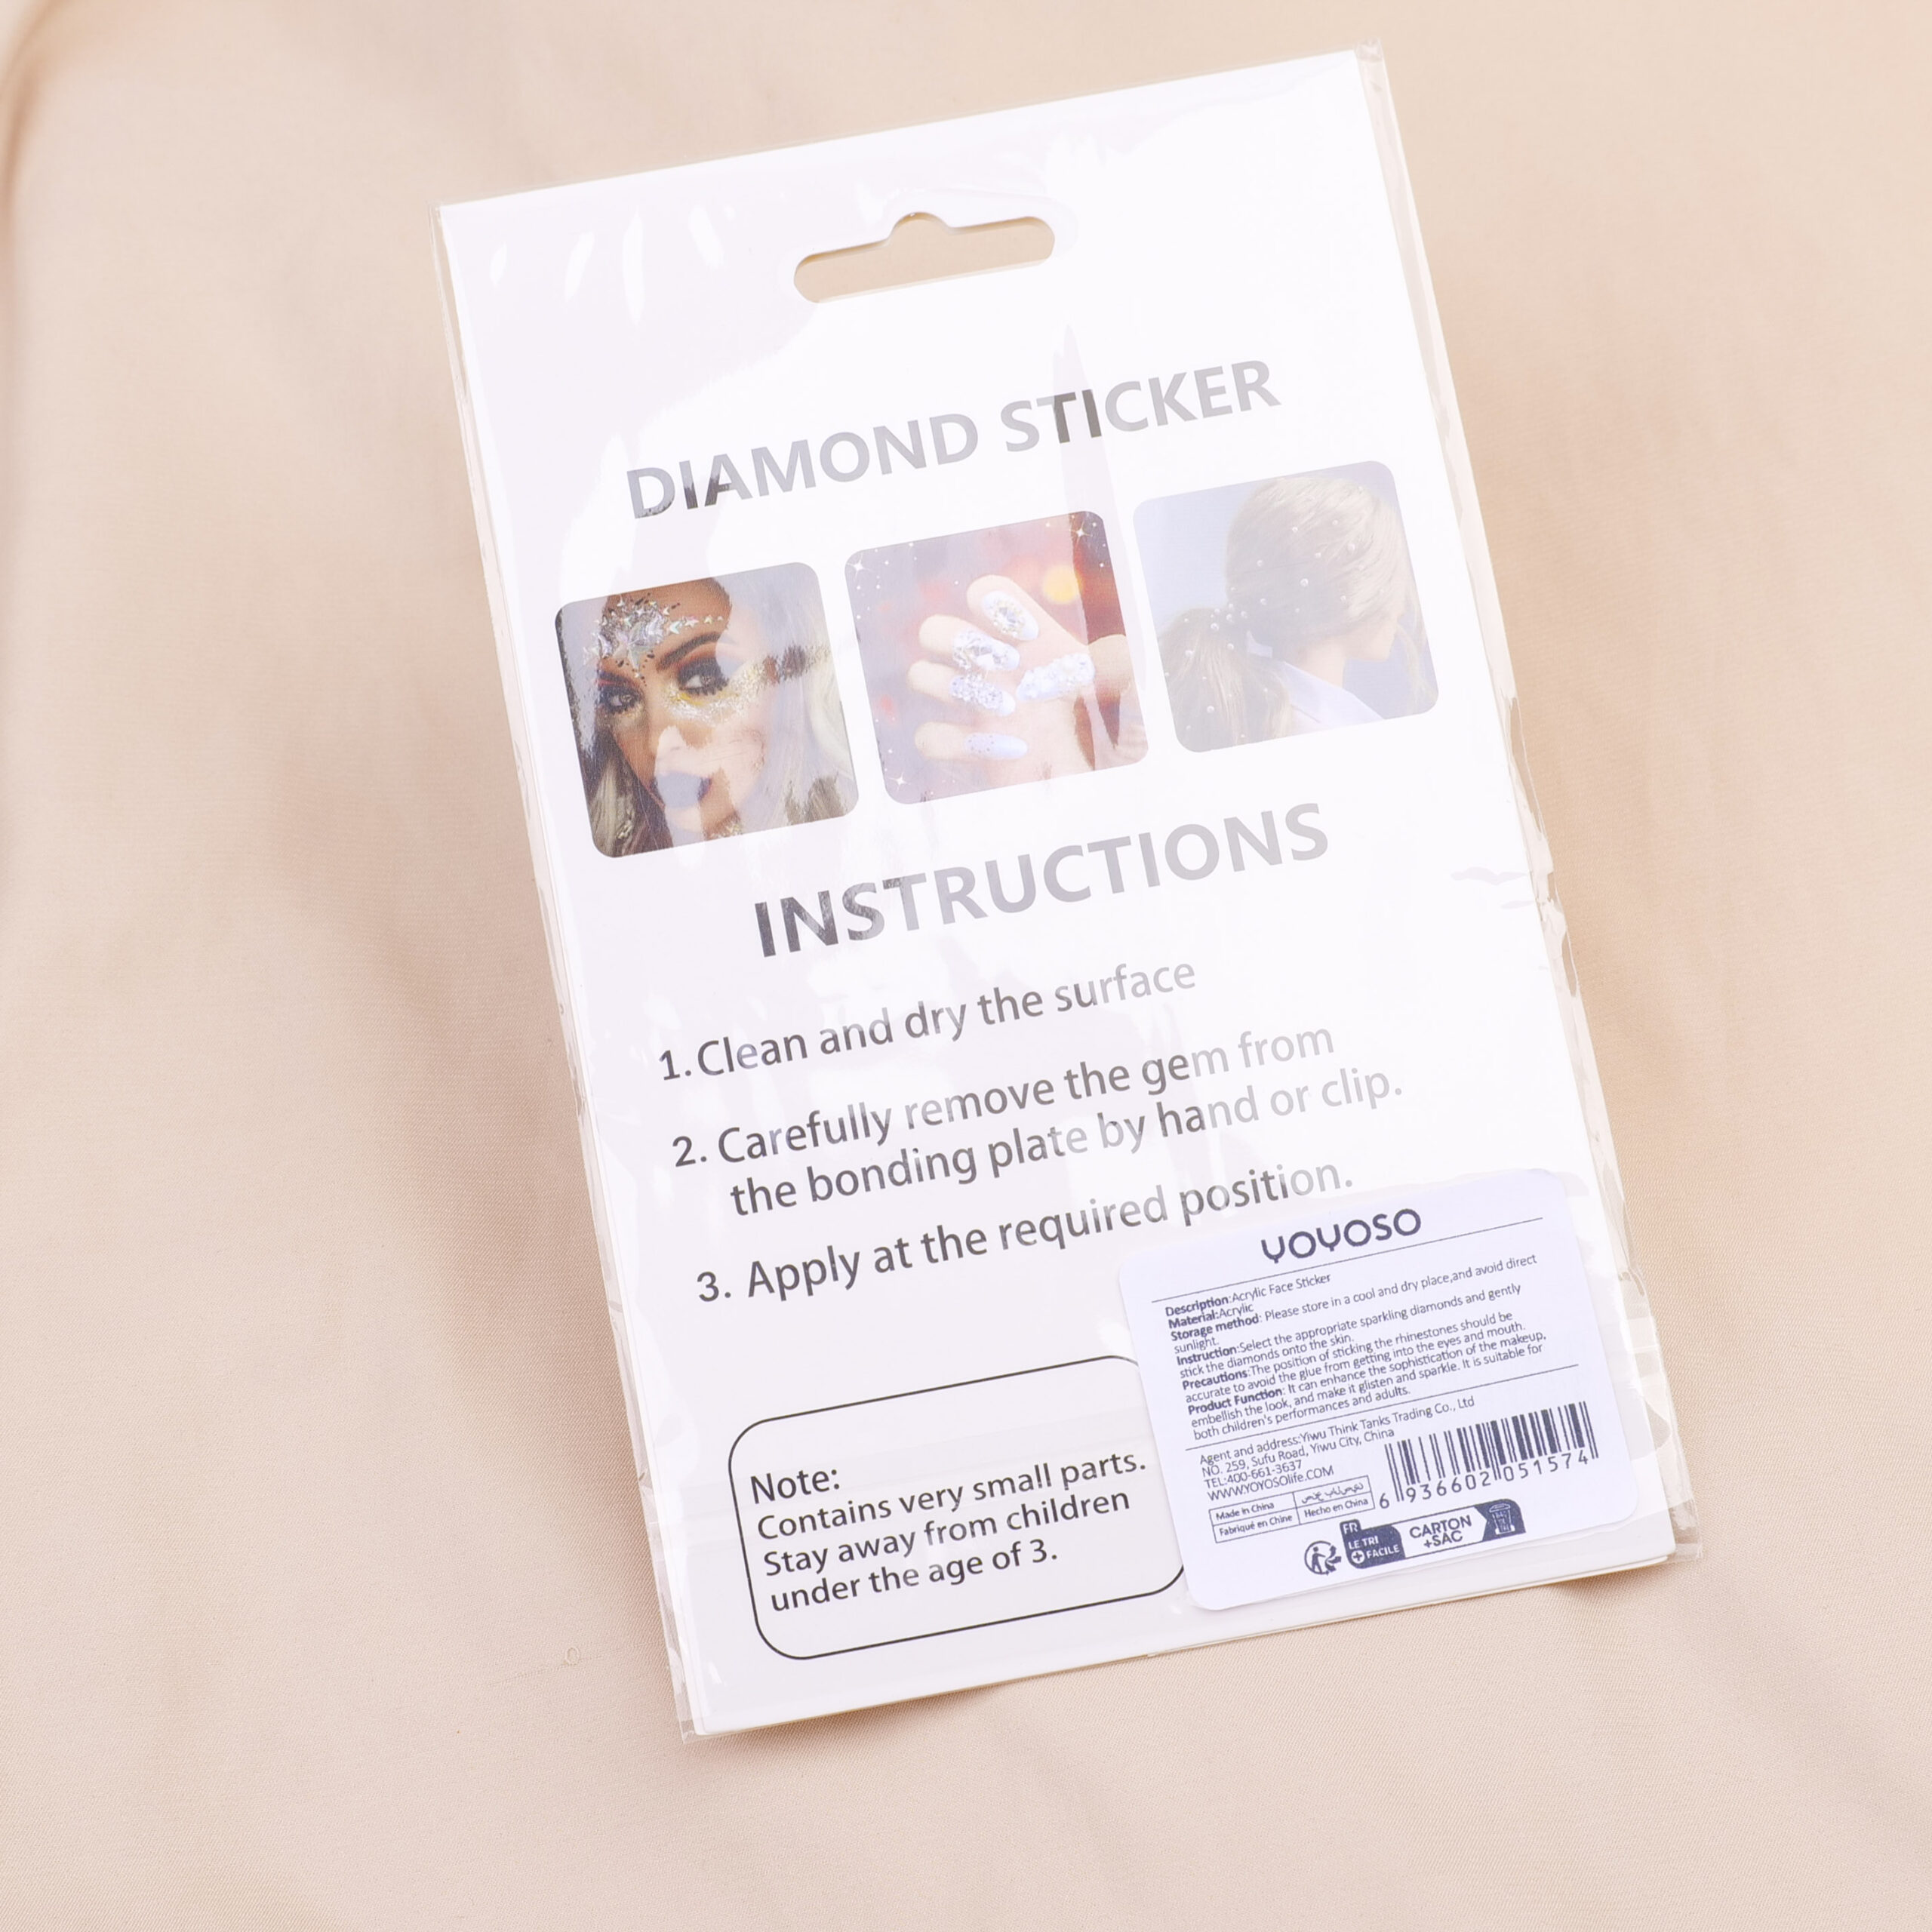 DIAMOND STICKER
INSTRUCTIONS
1. Clean and dry the surface
2. Carefully remove the gem from
the bonding plate by hand or clip.
3. Apply at the required position.
Note:
Contains very small parts.
Stay away from children
under the age of 3.
YOYOSO
Description:Acrylic Face Sticker
Material:Acrylic
Storage method: Please store in a cool and dry place,and avoid direct
sunlight.
Instruction:Select the appropriate sparkling diamonds and gently
stick the diamonds onto the skin.
Precautions:The position of sticking the rhinestones should be
accurate to avoid the glue from getting into the eyes and mouth.
Product Function: It can enhance the sophistication of the makeup,
embellish the look, and make it glisten and sparkle. It is suitable for
both children's performances and adults.
Agent and address:Yiwu Think Tanks Trading Co., Ltd
NO. 259, Sufu Road, Yiwu City, China
TEL:400-661-3637
WWW.YOYOSOlife.COM
Made in China
Fabriqué en Chine Hecho en China
6 936602 051574
FR
LE TRI
+ FACILE
CARTON
+SAC